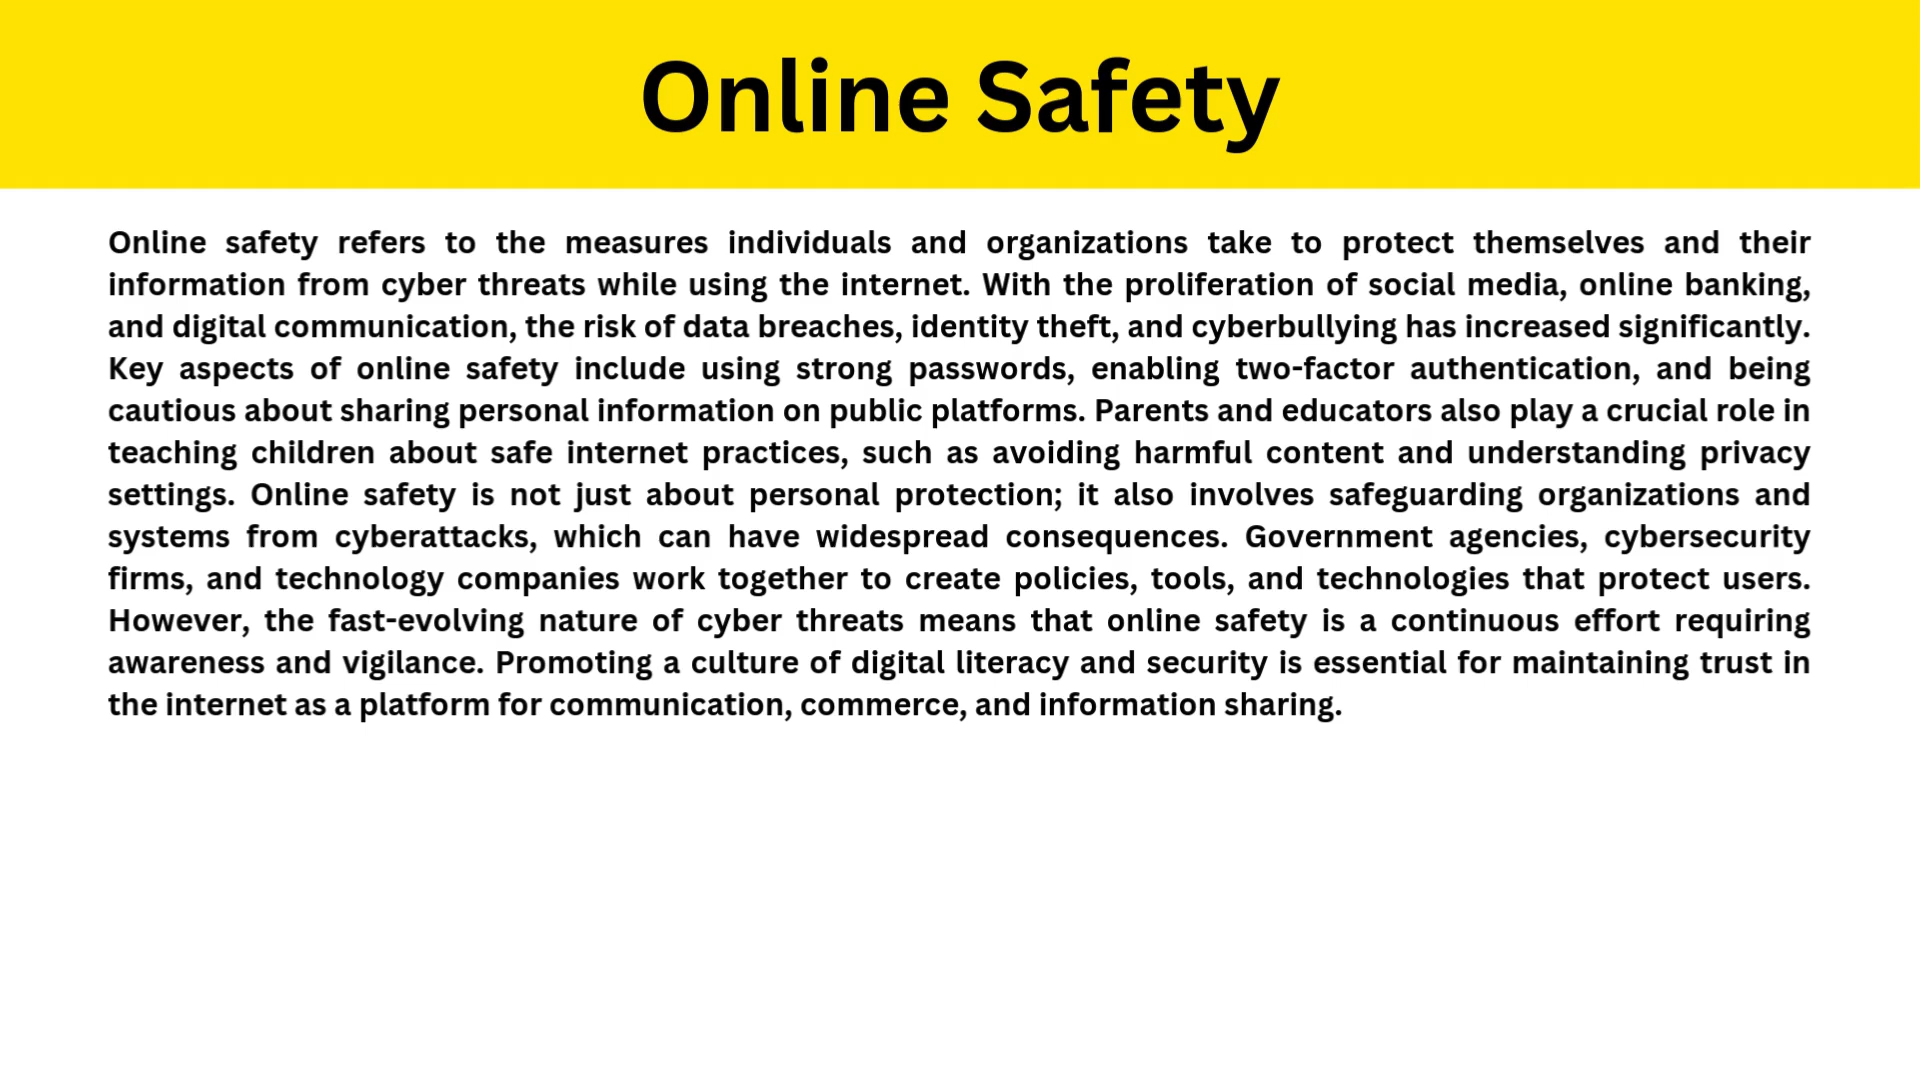 Online Safety
Online safety refers to the measures individuals and organizations take to protect themselves and their
information from cyber threats while using the internet. With the proliferation of social media, online banking,
and digital communication, the risk of data breaches, identity theft, and cyberbullying has increased significantly.
Key aspects of online safety include using strong passwords, enabling two-factor authentication, and being
cautious about sharing personal information on public platforms. Parents and educators also play a crucial role in
teaching children about safe internet practices, such as avoiding harmful content and understanding privacy
settings. Online safety is not just about personal protection; it also involves safeguarding organizations and
systems from cyberattacks, which can have widespread consequences. Government agencies, cybersecurity
firms, and technology companies work together to create policies, tools, and technologies that protect users.
However, the fast-evolving nature of cyber threats means that online safety is a continuous effort requiring
awareness and vigilance. Promoting a culture of digital literacy and security is essential for maintaining trust in
the internet as a platform for communication, commerce, and information sharing.